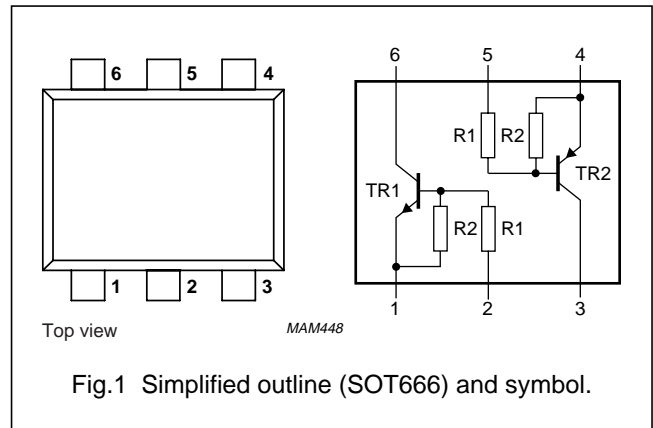 6 5 4
1 2 3
Top view
MAM448
6 5 4
R1 R2
TR2
TR1
R2 R1
1 2 3
Fig.1 Simplified outline (SOT666) and symbol.